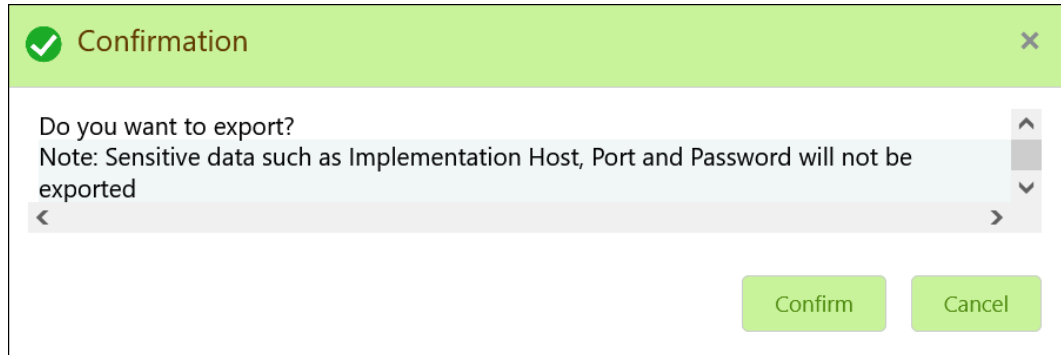 Confirmation
Do you want to export?
Note: Sensitive data such as Implementation Host, Port and Password will not be
exported
Confirm
Cancel